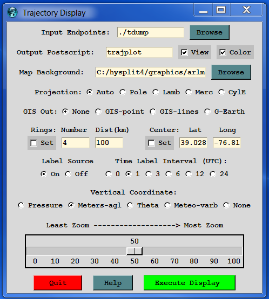 Trajectory Display
Input Endpoints: ./tdump Browse
Output Postscript: trajplot View Color
Map Background: C:/hysplit4/graphics/arlm Browse
Projection: Auto Pole Lamb Merc CylE
GIS Out: None GIS-point GIS-lines G-Earth
Rings: Number Dist(km) Center: Lat Long
Set 4 100 Set 39.028 -76.81
Label Source Time Label Interval (UTC):
On Off 0 1 3 6 12 24
Vertical Coordinate:
Pressure Meters-agl Theta Meteo-varb None
Least Zoom --------------------> Most Zoom
50
0 10 20 30 40 50 60 70 80 90 100
Quit Help Execute Display